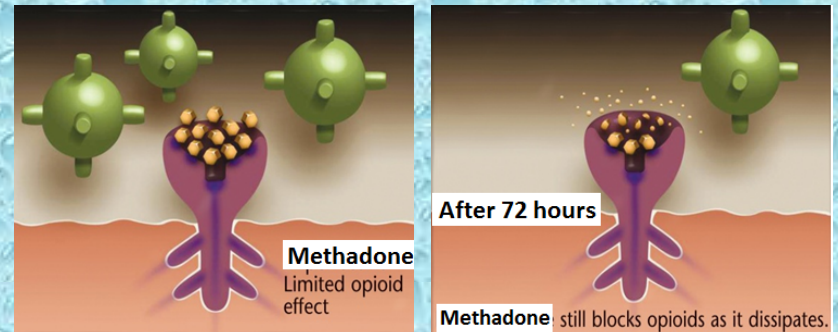 Methadone
Limited opioid
effect
After 72 hours
Methadone still blocks opioids as it dissipates.